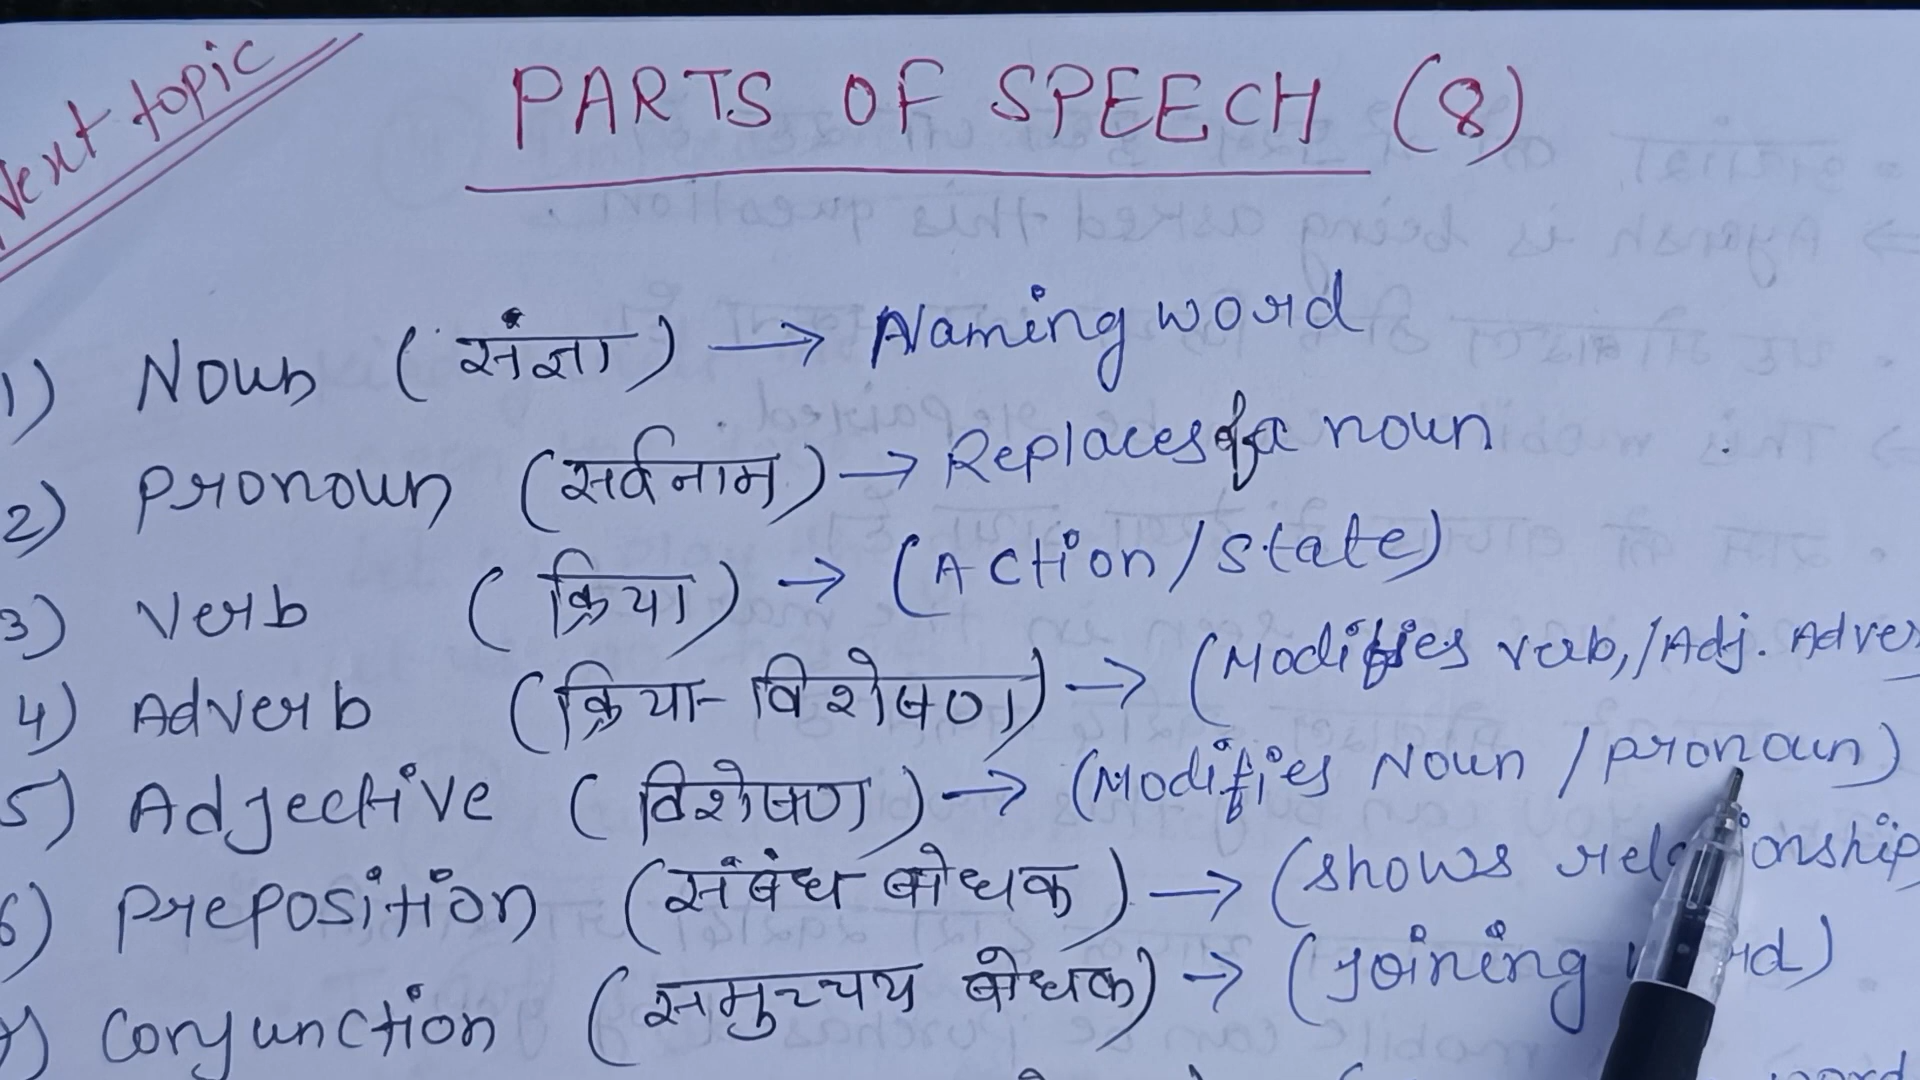 Next topic
PARTS OF SPEECH (8)
1) Noun (संज्ञा) → Naming word
2) Pronoun (सर्वनाम) → Replaces of a noun
3) Verb (क्रिया) → (Action/state)
4) Adverb (क्रिया-विशेषण) → (Modifies verb,/Adj. Adver
5) Adjective (विशेषण) → (Modifies Noun / pronoun)
6) Preposition (संबंध बोधक) → (shows relationship
7) Conjunction (समुच्चय बोधक) → (Joining word)